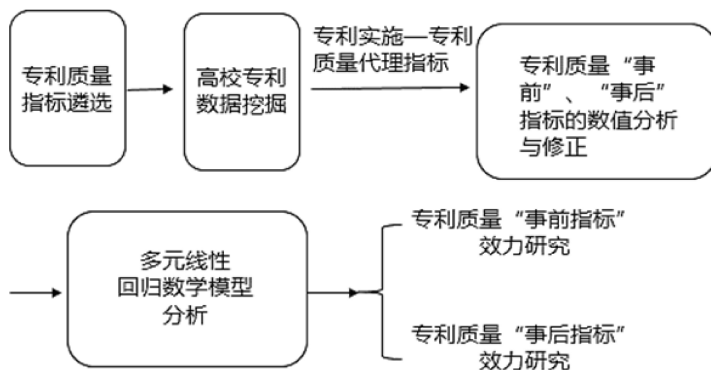 专利质量
指标遴选
高校专利
数据挖掘
专利实施—专利
质量代理指标
专利质量“事
前”、“事后”
指标的数值分析
与修正
多元线性
回归数学模型
分析
专利质量“事前指标”
效力研究
专利质量“事后指标”
效力研究